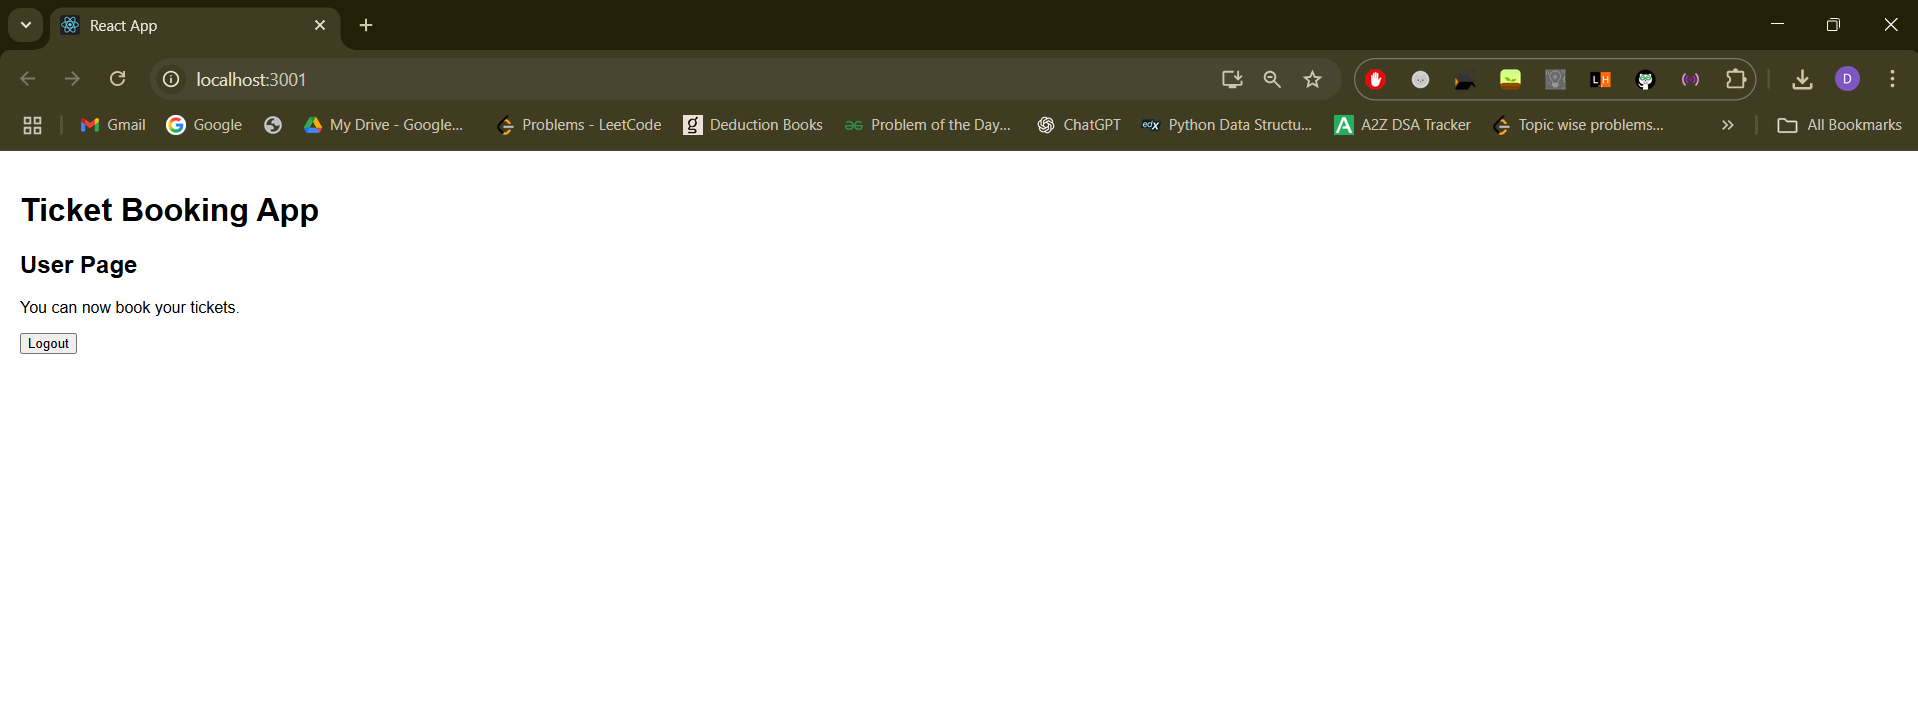 React App
localhost:3001
D
Gmail Google My Drive - Google... Problems - LeetCode Deduction Books Problem of the Day... ChatGPT edx Python Data Structu... A2Z DSA Tracker Topic wise problems... All Bookmarks
Ticket Booking App
User Page
You can now book your tickets.
Logout